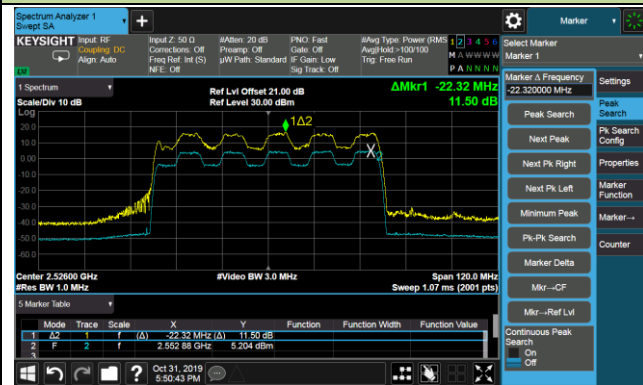 Spectrum Analyzer 1
Swept SA
Marker
KEYSIGHT
Input: RF
Coupling: DC
Align: Auto
Input Z: 50 Ω
Corrections: Off
Freq Ref: Int (S)
NFE: Off
#Atten: 20 dB
Preamp: Off
µW Path: Standard
PNO: Fast
Gate: Off
IF Gain: Low
Sig Track: Off
#Avg Type: Power (RMS
Avg|Hold:>100/100
Trig: Free Run
1 2 3 4 5 6
M A W W W W
P A N N N N
Select Marker
Marker 1
Marker Δ Frequency
-22.320000 MHz
Settings
Peak Search
Peak
Search
Next Peak
Pk Search
Config
Next Pk Right
Properties
Next Pk Left
Marker
Function
Minimum Peak
Marker→
Pk-Pk Search
Counter
Marker Delta
Mkr→CF
Mkr→Ref Lvl
Continuous Peak
Search
On
Off
1 Spectrum
Scale/Div 10 dB
Log
Ref Lvl Offset 21.00 dB
Ref Level 30.00 dBm
ΔMkr1 -22.32 MHz
11.50 dB
1Δ2
20.0
10.0
0.00
-10.0
-20.0
-30.0
-40.0
-50.0
-60.0
Center 2.52600 GHz
#Res BW 1.0 MHz
#Video BW 3.0 MHz
Span 120.0 MHz
Sweep 1.07 ms (2001 pts)
5 Marker Table
Mode Trace Scale X Y Function Function Width Function Value
1 Δ2 1 f (Δ) -22.32 MHz (Δ) 11.50 dB
2 F 2 f 2.552 88 GHz 5.204 dBm
3
Oct 31, 2019
5:50:43 PM